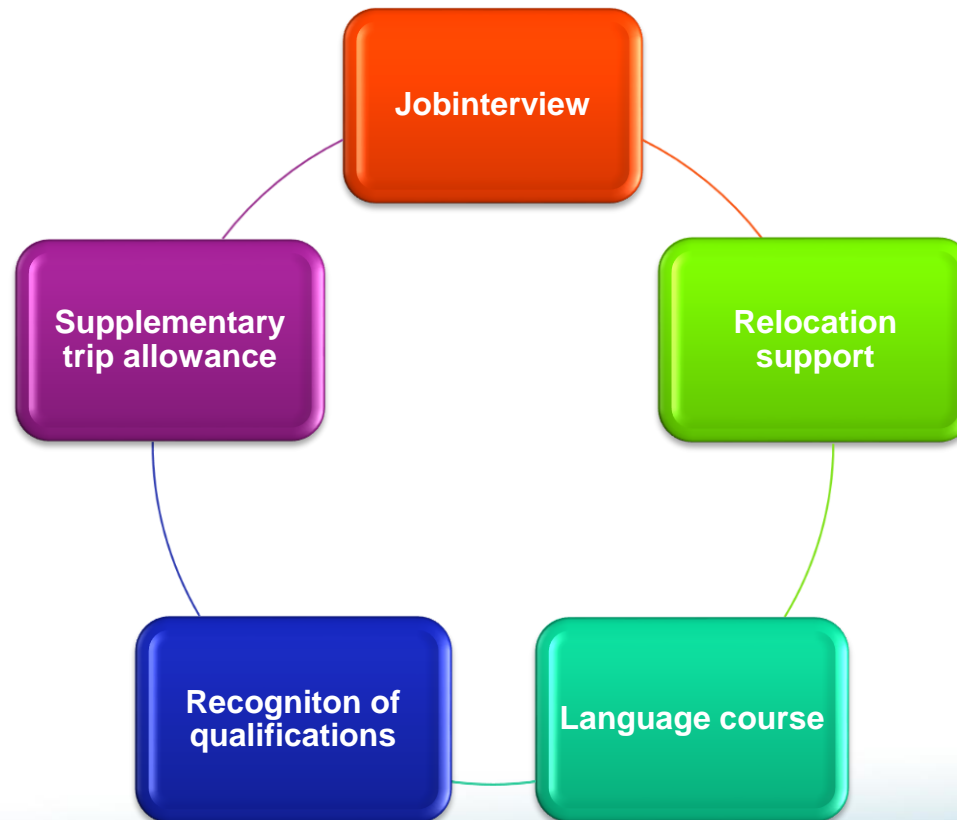 Jobinterview
Relocation
support
Language course
Recogniton of
qualifications
Supplementary
trip allowance